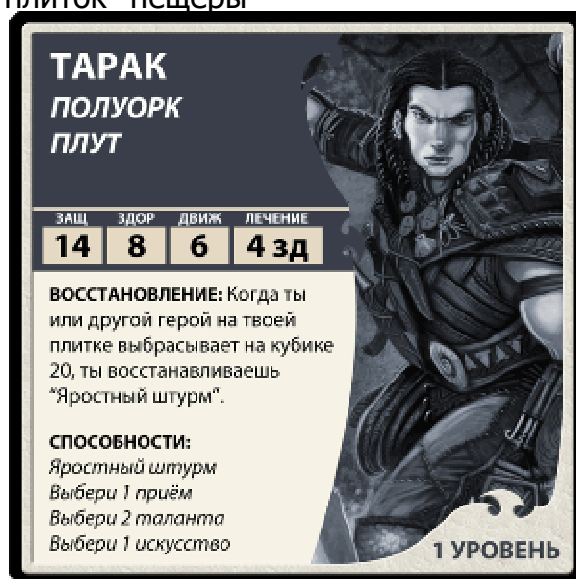 плиток пещеры
ТАРАК
ПОЛУОРК
ПЛУТ
ЗАЩ ЗДОР ДВИЖ ЛЕЧЕНИЕ
14 8 6 4 зд
ВОССТАНОВЛЕНИЕ: Когда ты
или другой герой на твоей
плитке выбрасывает на кубике
20, ты восстанавливаешь
“Яростный штурм”.
СПОСОБНОСТИ:
Яростный штурм
Выбери 1 приём
Выбери 2 таланта
Выбери 1 искусство
1 УРОВЕНЬ